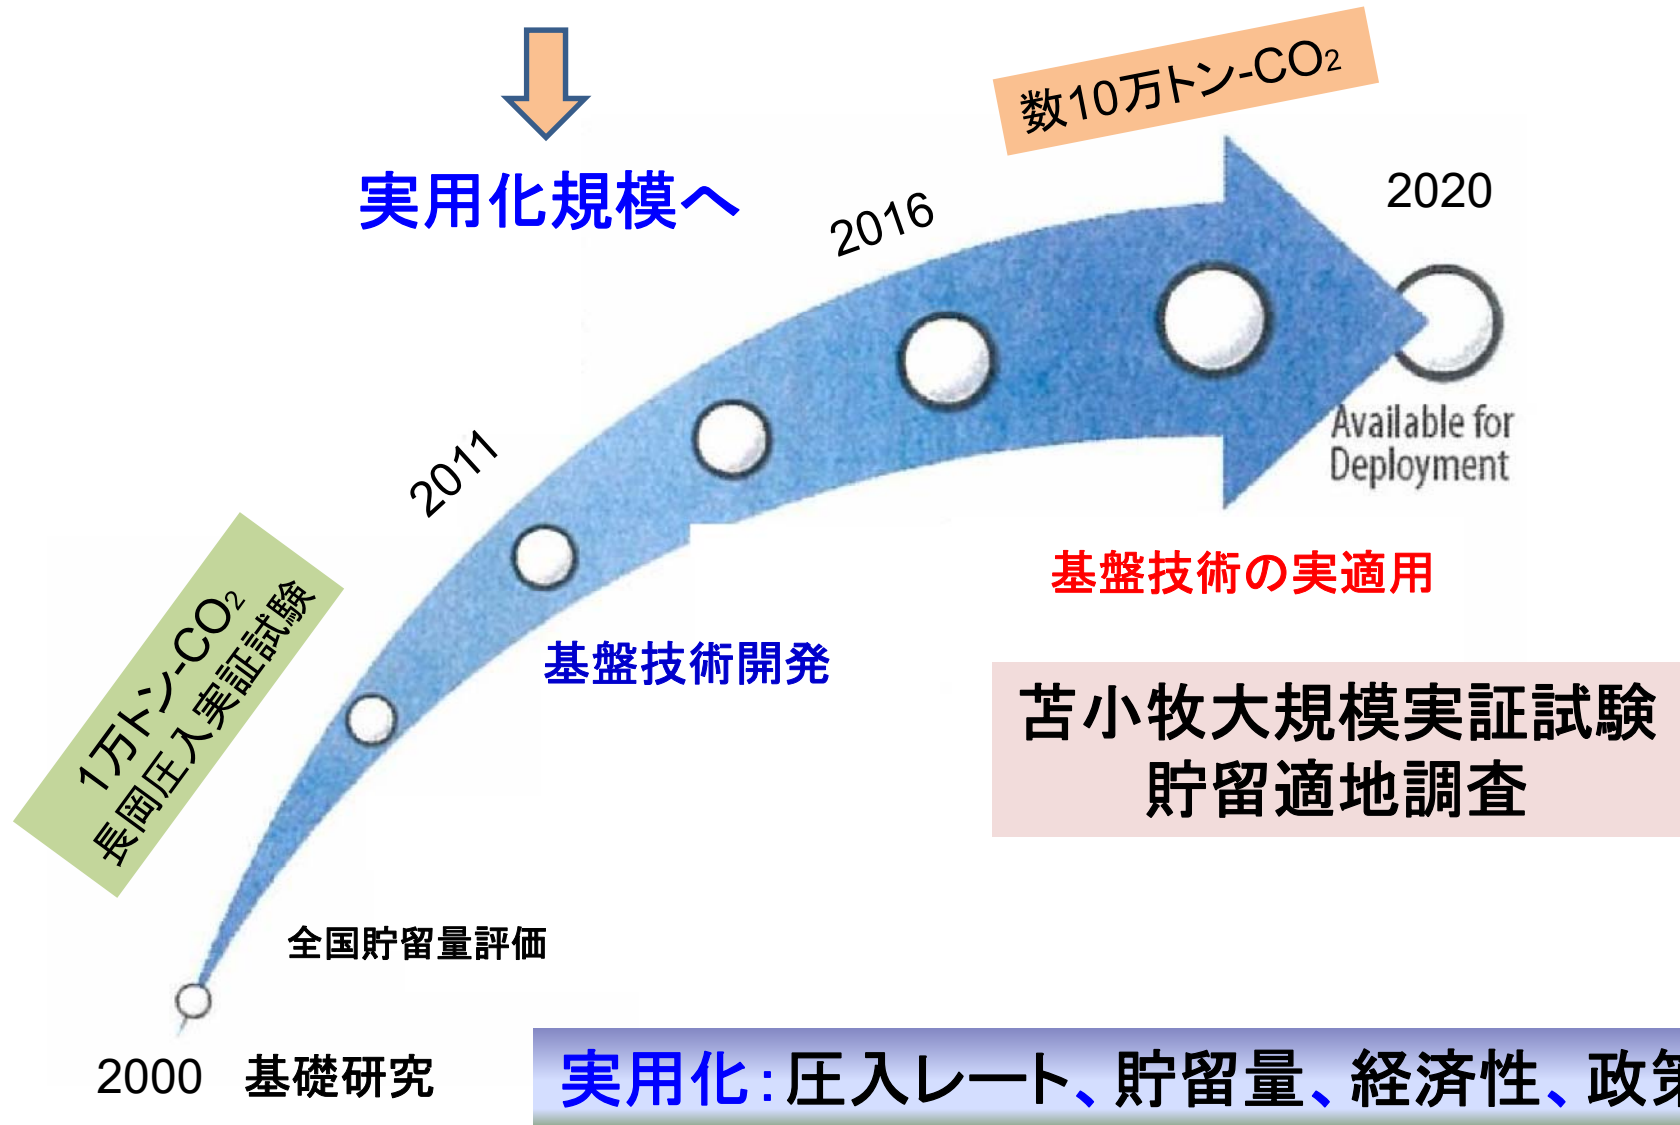 数10万トン-CO2
実用化規模へ
2020
2016
Available for
Deployment
2011
基盤技術の実適用
1万トン-CO2
長岡圧入実証試験
基盤技術開発
苫小牧大規模実証試験
貯留適地調査
全国貯留量評価
2000 基礎研究
実用化：圧入レート、貯留量、経済性、政策